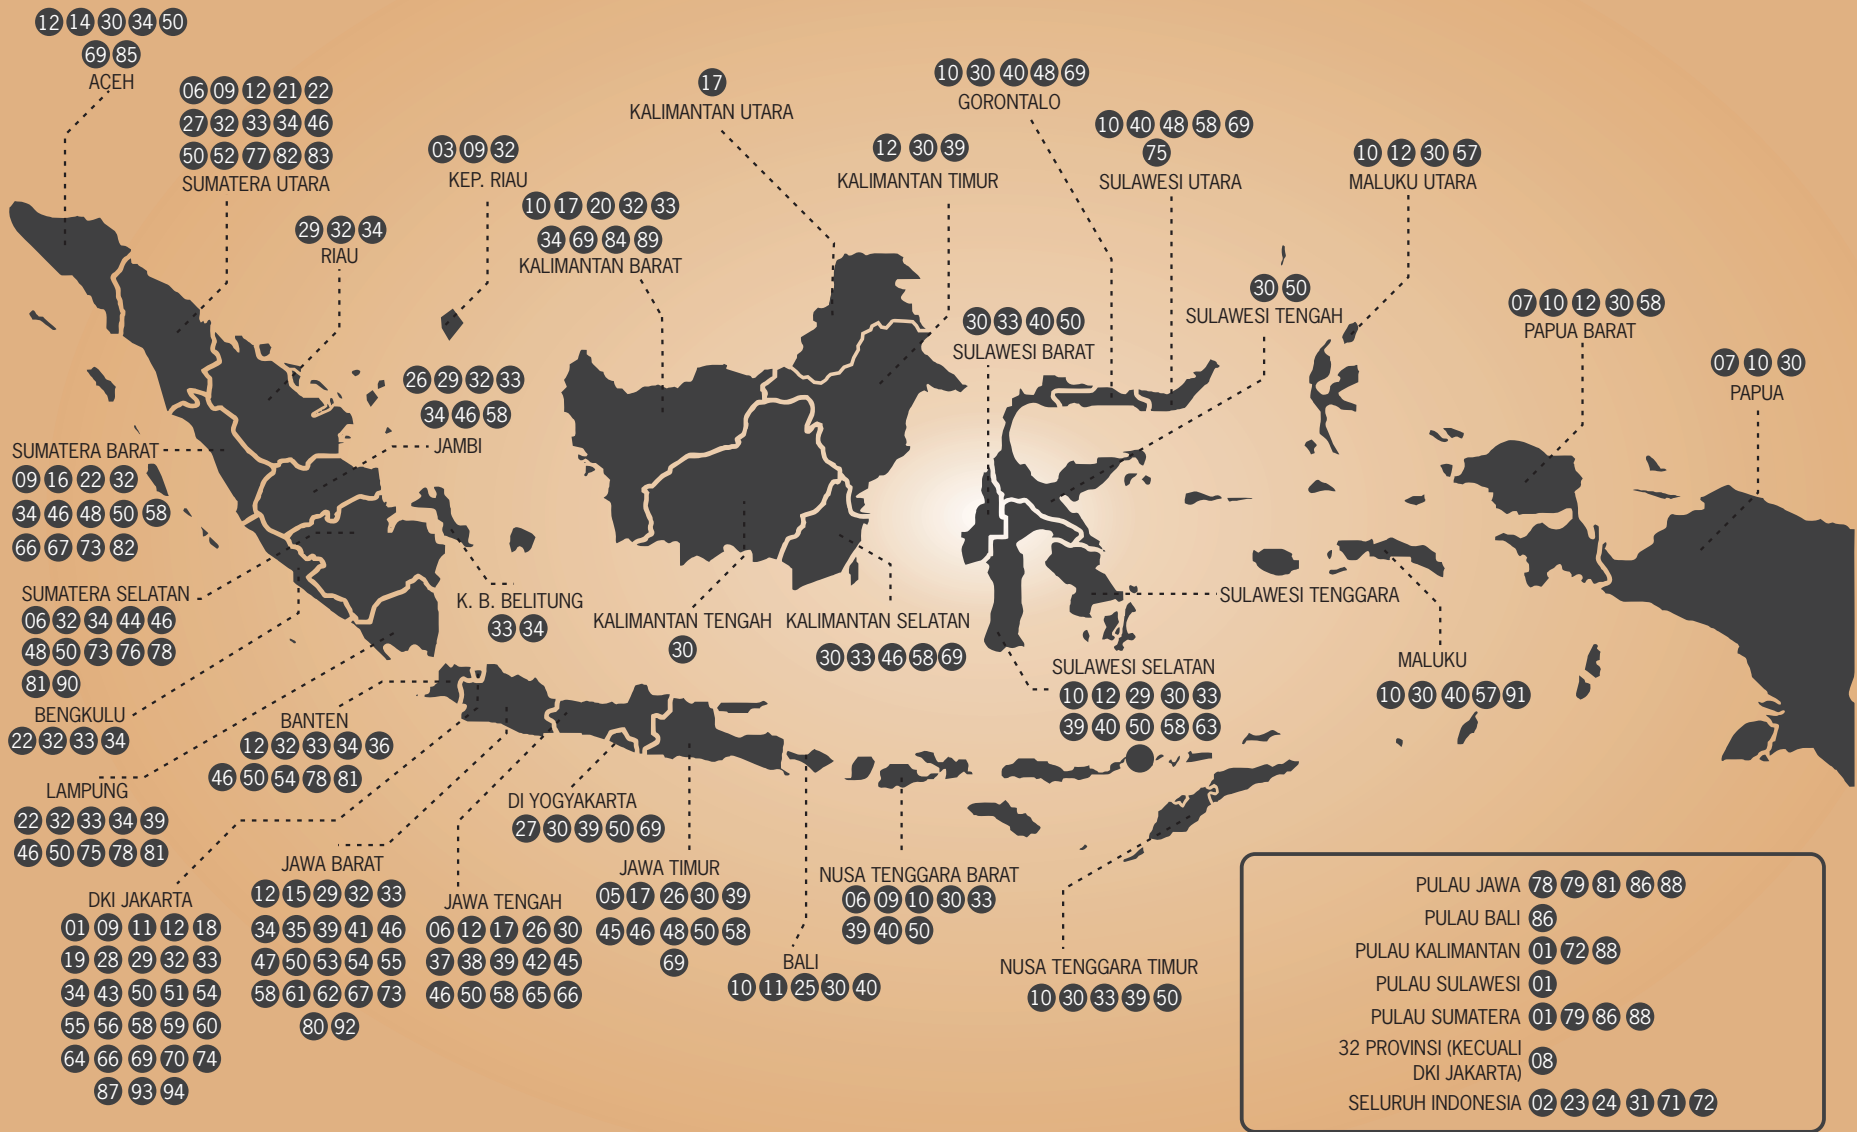 12 14 30 34 50
69 85
ACEH
06 09 12 21 22
27 32 33 34 46
50 52 77 82 83
SUMATERA UTARA
29 32 34
RIAU
03 09 32
KEP. RIAU
10 17 20 32 33
34 69 84 89
KALIMANTAN BARAT
17
KALIMANTAN UTARA
12 30 39
KALIMANTAN TIMUR
10 30 40 48 69
GORONTALO
10 40 48 58 69
75
SULAWESI UTARA
10 12 30 57
MALUKU UTARA
30 50
SULAWESI TENGAH
30 33 40 50
SULAWESI BARAT
07 10 12 30 58
PAPUA BARAT
07 10 30
PAPUA
26 29 32 33
34 46 58
JAMBI
SUMATERA BARAT
09 16 22 32
34 46 48 50 58
66 67 73 82
SUMATERA SELATAN
06 32 34 44 46
48 50 73 76 78
81 90
K. B. BELITUNG
33 34
KALIMANTAN TENGAH
30
KALIMANTAN SELATAN
30 33 46 58 69
SULAWESI TENGGARA
SULAWESI SELATAN
10 12 29 30 33
39 40 50 58 63
MALUKU
10 30 40 57 91
BENGKULU
22 32 33 34
BANTEN
12 32 33 34 36
46 50 54 78 81
LAMPUNG
22 32 33 34 39
46 50 75 78 81
DI YOGYAKARTA
27 30 39 50 69
DKI JAKARTA
01 09 11 12 18
19 28 29 32 33
34 43 50 51 54
55 56 58 59 60
64 66 69 70 74
87 93 94
JAWA BARAT
12 15 29 32 33
34 35 39 41 46
47 50 53 54 55
58 61 62 67 73
80 92
JAWA TENGAH
06 12 17 26 30
37 38 39 42 45
46 50 58 65 66
JAWA TIMUR
05 17 26 30 39
45 46 48 50 58
69
BALI
10 11 25 30 40
NUSA TENGGARA BARAT
06 09 10 30 33
39 40 50
NUSA TENGGARA TIMUR
10 30 33 39 50
PULAU JAWA 78 79 81 86 88
PULAU BALI 86
PULAU KALIMANTAN 01 72 88
PULAU SULAWESI 01
PULAU SUMATERA 01 79 86 88
32 PROVINSI (KECUALI
DKI JAKARTA) 08
SELURUH INDONESIA 02 23 24 31 71 72